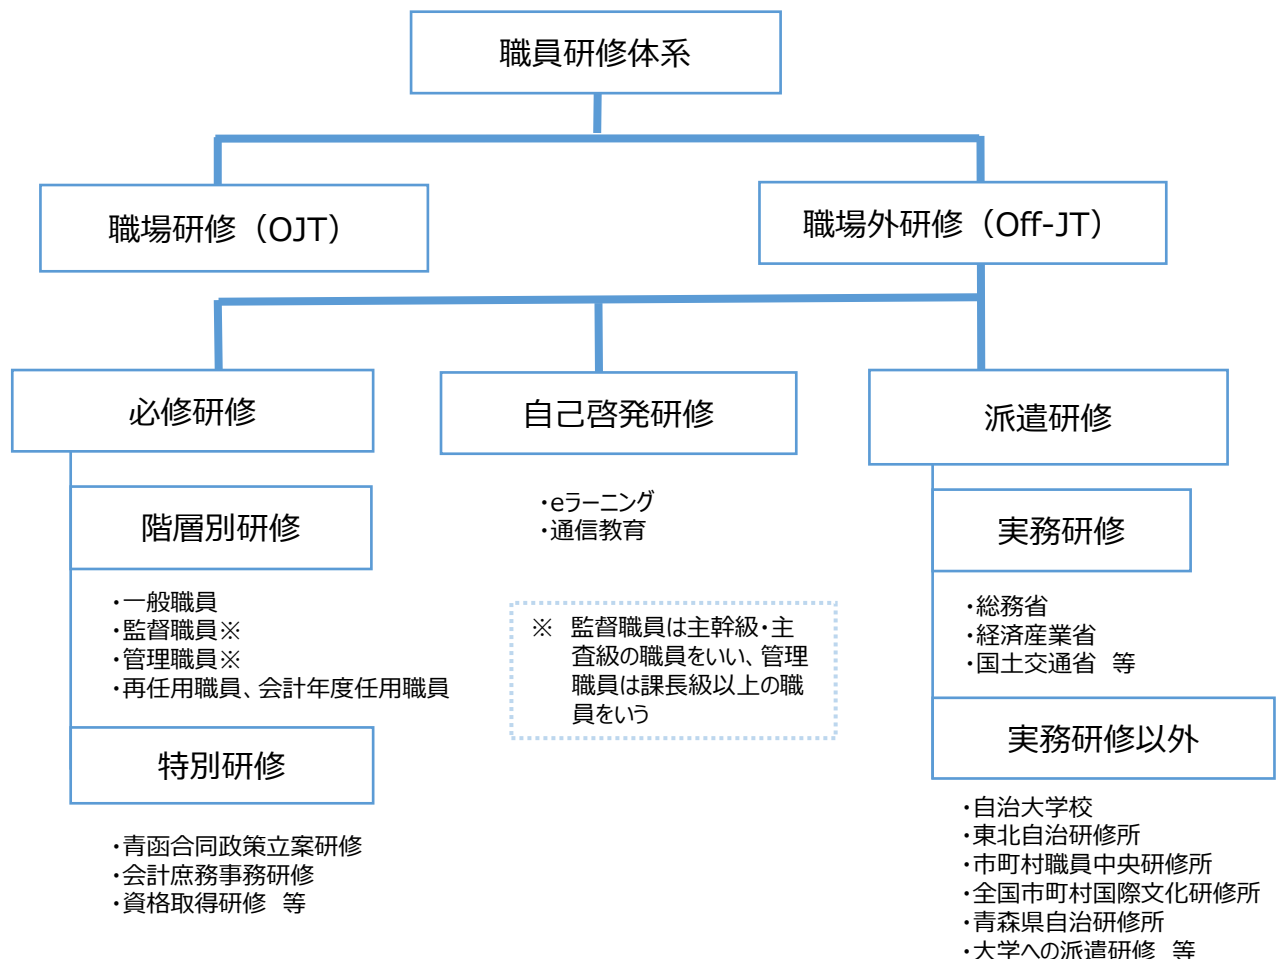 職員研修体系
職場研修（OJT）
職場外研修（Off-JT）
必修研修
自己啓発研修
派遣研修
階層別研修
・一般職員
・監督職員※
・管理職員※
・再任用職員、会計年度任用職員
特別研修
・青函合同政策立案研修
・会計庶務事務研修
・資格取得研修　等
・eラーニング
・通信教育
※　監督職員は主幹級・主
査級の職員をいい、管理
職員は課長級以上の職
員をいう
実務研修
・総務省
・経済産業省
・国土交通省　等
実務研修以外
・自治大学校
・東北自治研修所
・市町村職員中央研修所
・全国市町村国際文化研修所
・青森県自治研修所
・大学への派遣研修　等